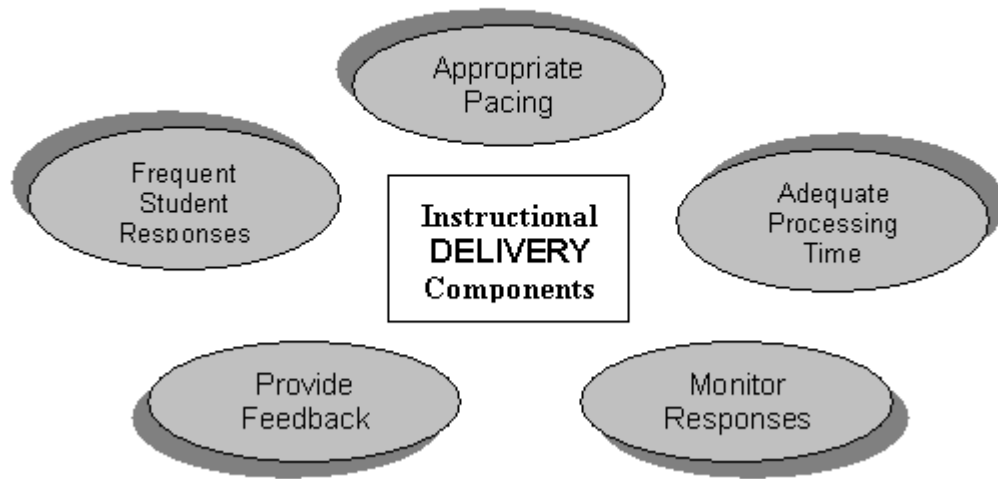 Appropriate
Pacing
Frequent
Student
Responses
Adequate
Processing
Time
Instructional
DELIVERY
Components
Provide
Feedback
Monitor
Responses